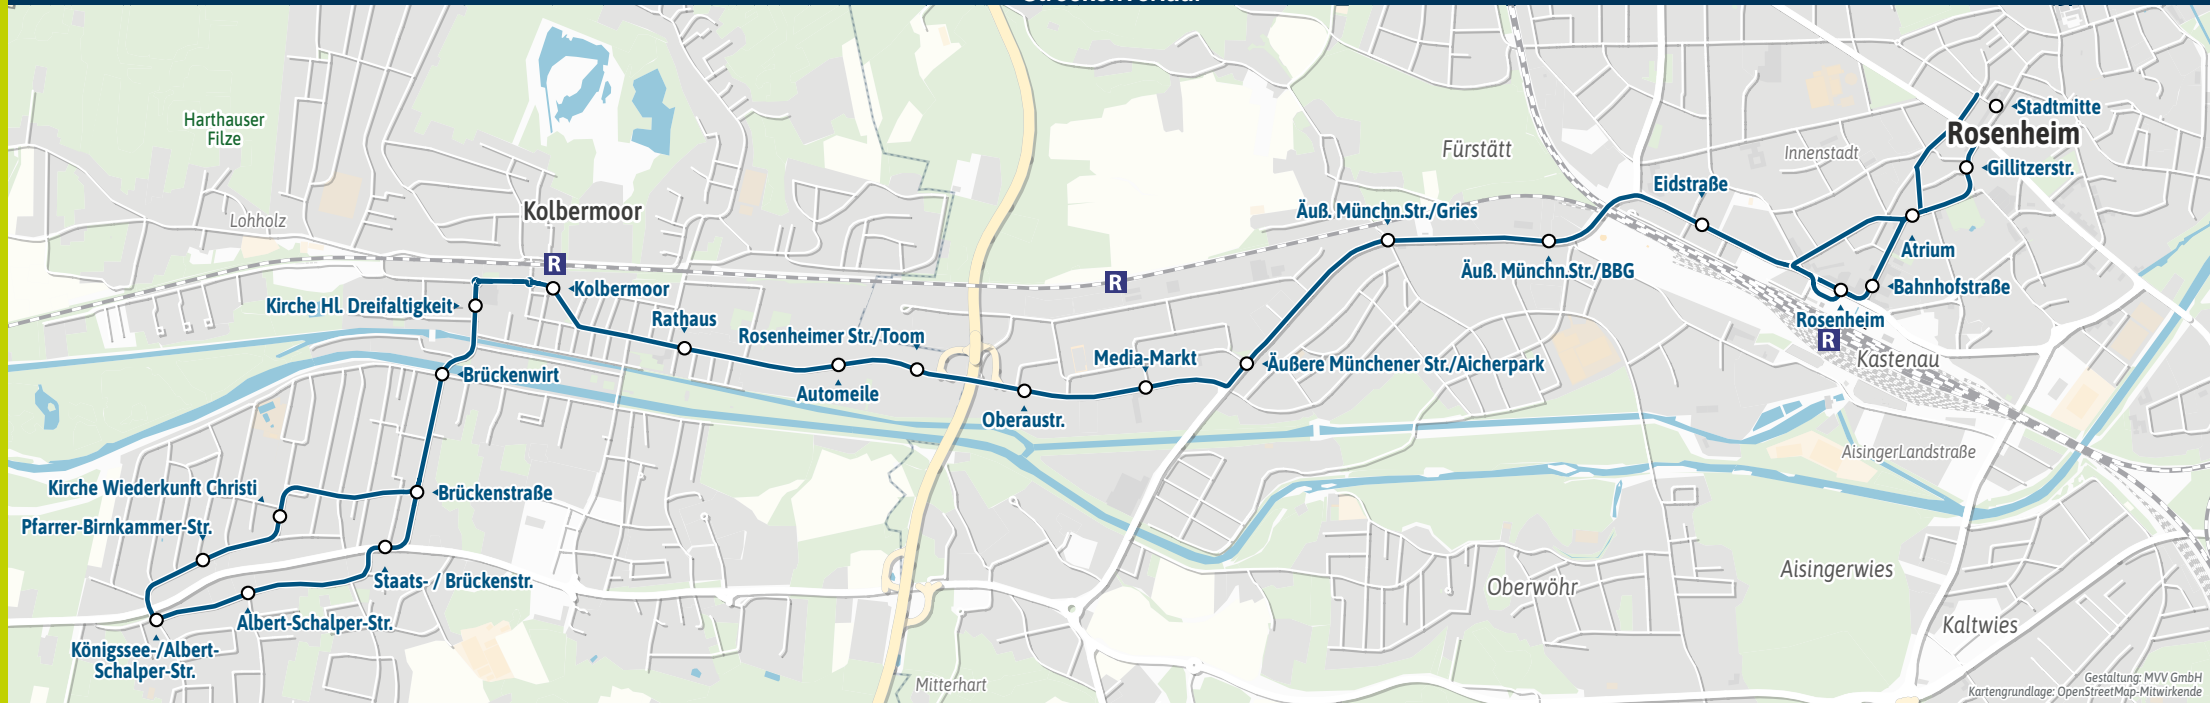 Harthauser
Filze
Lohholz
Kolbermoor
R
Kirche Hl. Dreifaltigkeit
Kolbermoor
Rathaus
Rosenheimer Str./Toom
Automeile
Brückenwirt
Oberaustr.
Media-Markt
R
Äußere Münchener Str./Aicherpark
Äuß. Münchn.Str./Gries
Äuß. Münchn.Str./BBG
Fürstätt
Eidstraße
Innenstadt
Stadtmitte
Rosenheim
Gillitzerstr.
Atrium
Bahnhofstraße
Rosenheim
R
Kastenau
AisingerLandstraße
Kirche Wiederkunft Christi
Pfarrer-Birnkammer-Str.
Brückenstraße
Staats- / Brückenstr.
Albert-Schalper-Str.
Königssee-/Albert-
Schalper-Str.
Mitterhart
Oberwöhr
Aisingerwies
Kaltwies
Gestaltung: MVV GmbH
Kartengrundlage: OpenStreetMap-Mitwirkende